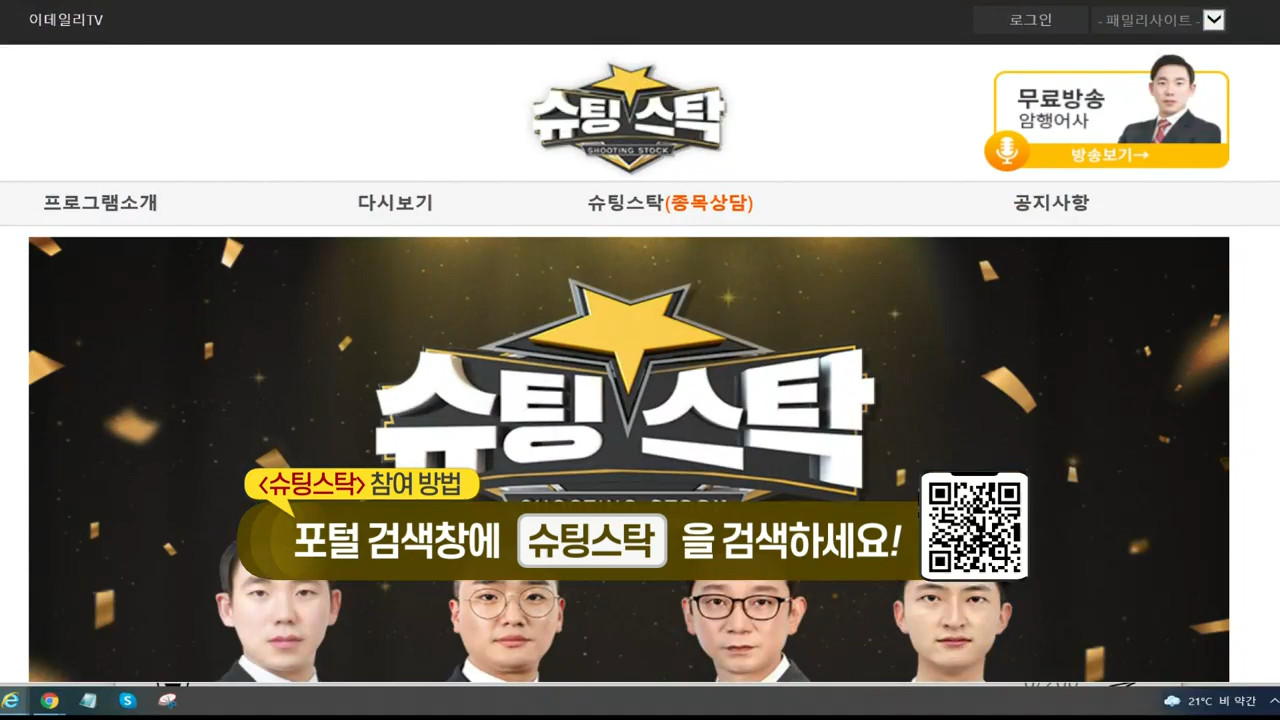 이데일리TV
로그인
- 패밀리사이트 -
슈팅 스탁
SHOOTING STOCK
무료방송
암행어사
방송보기→
프로그램소개
다시보기
슈팅스탁(종목상담)
공지사항
슈팅 스탁
<슈팅스탁> 참여 방법
포털 검색창에 슈팅스탁 을 검색하세요!
21°C 비 약간